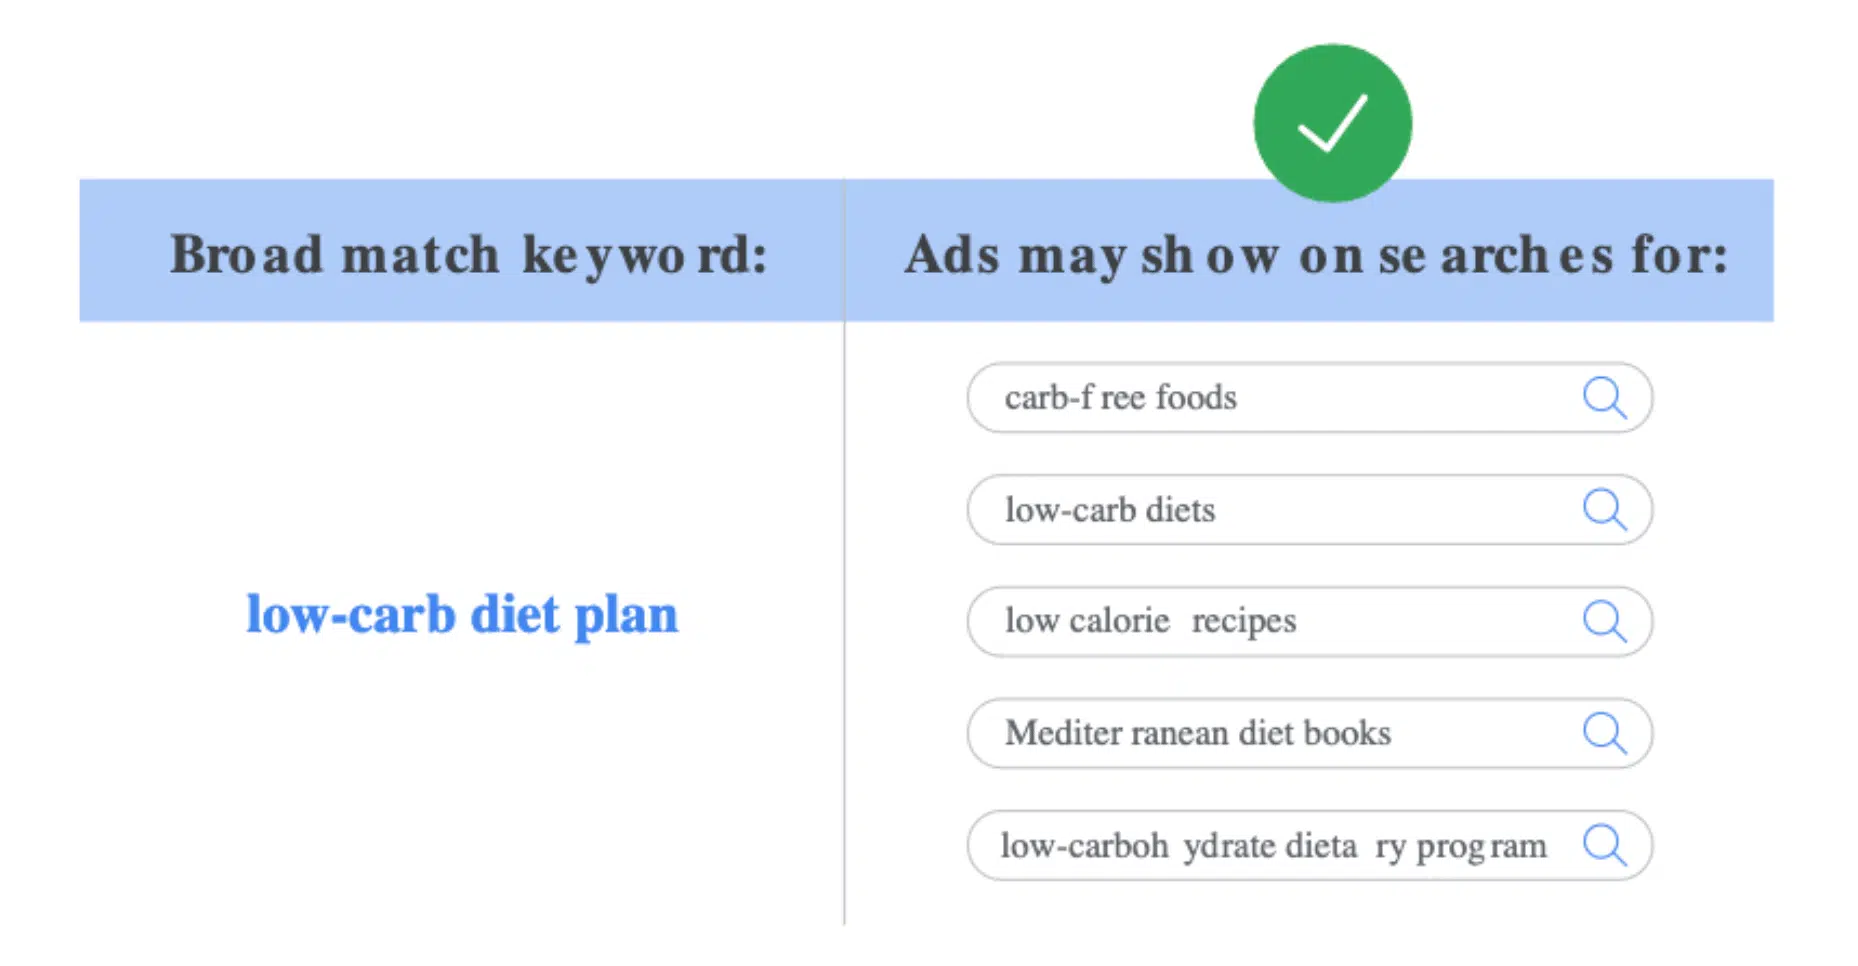 Broad match keyword:
Ads may show on searches for:
low-carb diet plan
carb-free foods
low-carb diets
low calorie recipes
Mediterranean diet books
low-carbohydrate dietary program